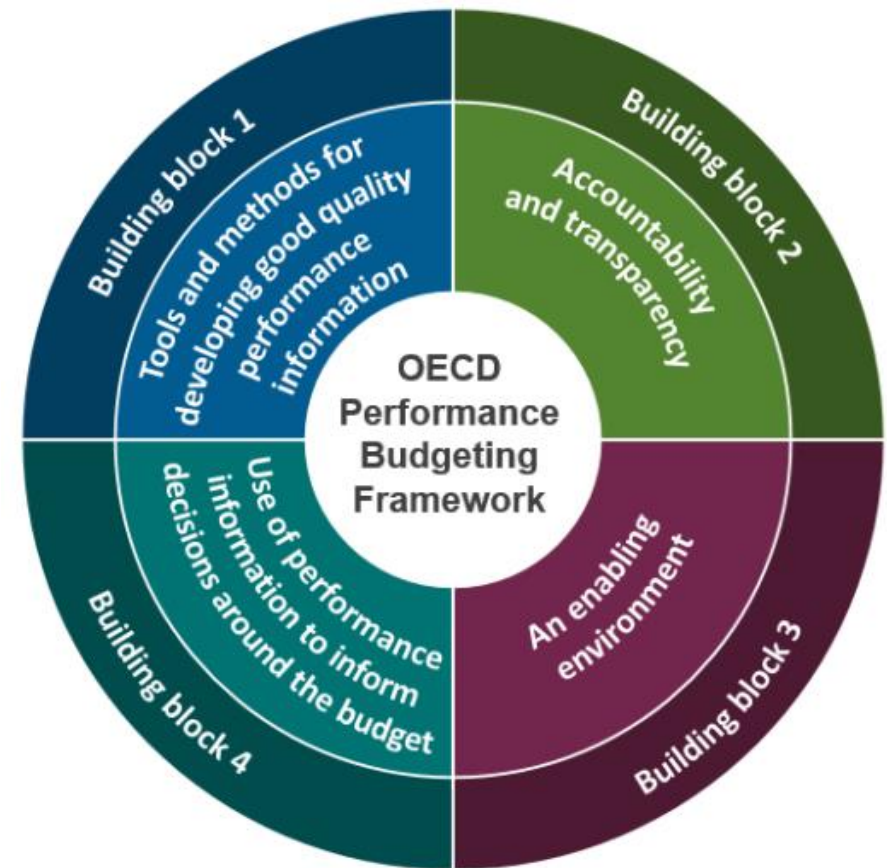 Building block 1
Tools and methods for
developing good quality
performance
information
Building block 2
Accountability
and transparency
OECD
Performance
Budgeting
Framework
Building block 3
An enabling
environment
Building block 4
Use of performance
information to inform
decisions around the budget